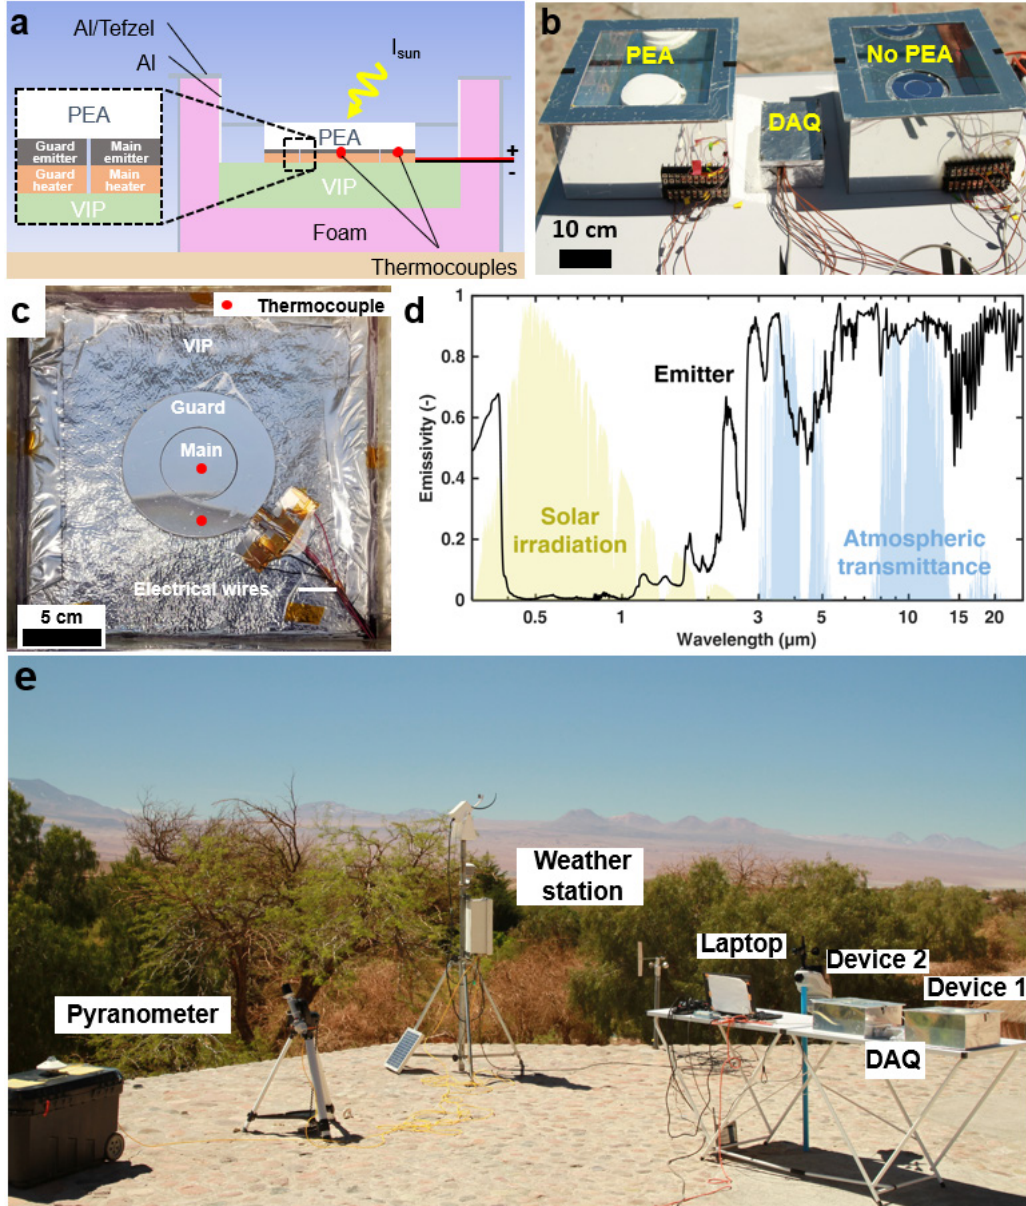 a
Al/Tefzel
Al
I_sun
PEA
PEA
Guard emitter
Main emitter
Guard heater
Main heater
VIP
VIP
Foam
Thermocouples
+
-
b
PEA
No PEA
DAQ
10 cm
c
Thermocouple
VIP
Guard
Main
Electrical wires
5 cm
d
Emissivity (-)
1
0.8
0.6
0.4
0.2
0
Emitter
Solar
irradiation
Atmospheric
transmittance
0.5 1 3 5 10 15 20
Wavelength (μm)
e
Weather
station
Laptop
Device 2
Device 1
Pyranometer
DAQ